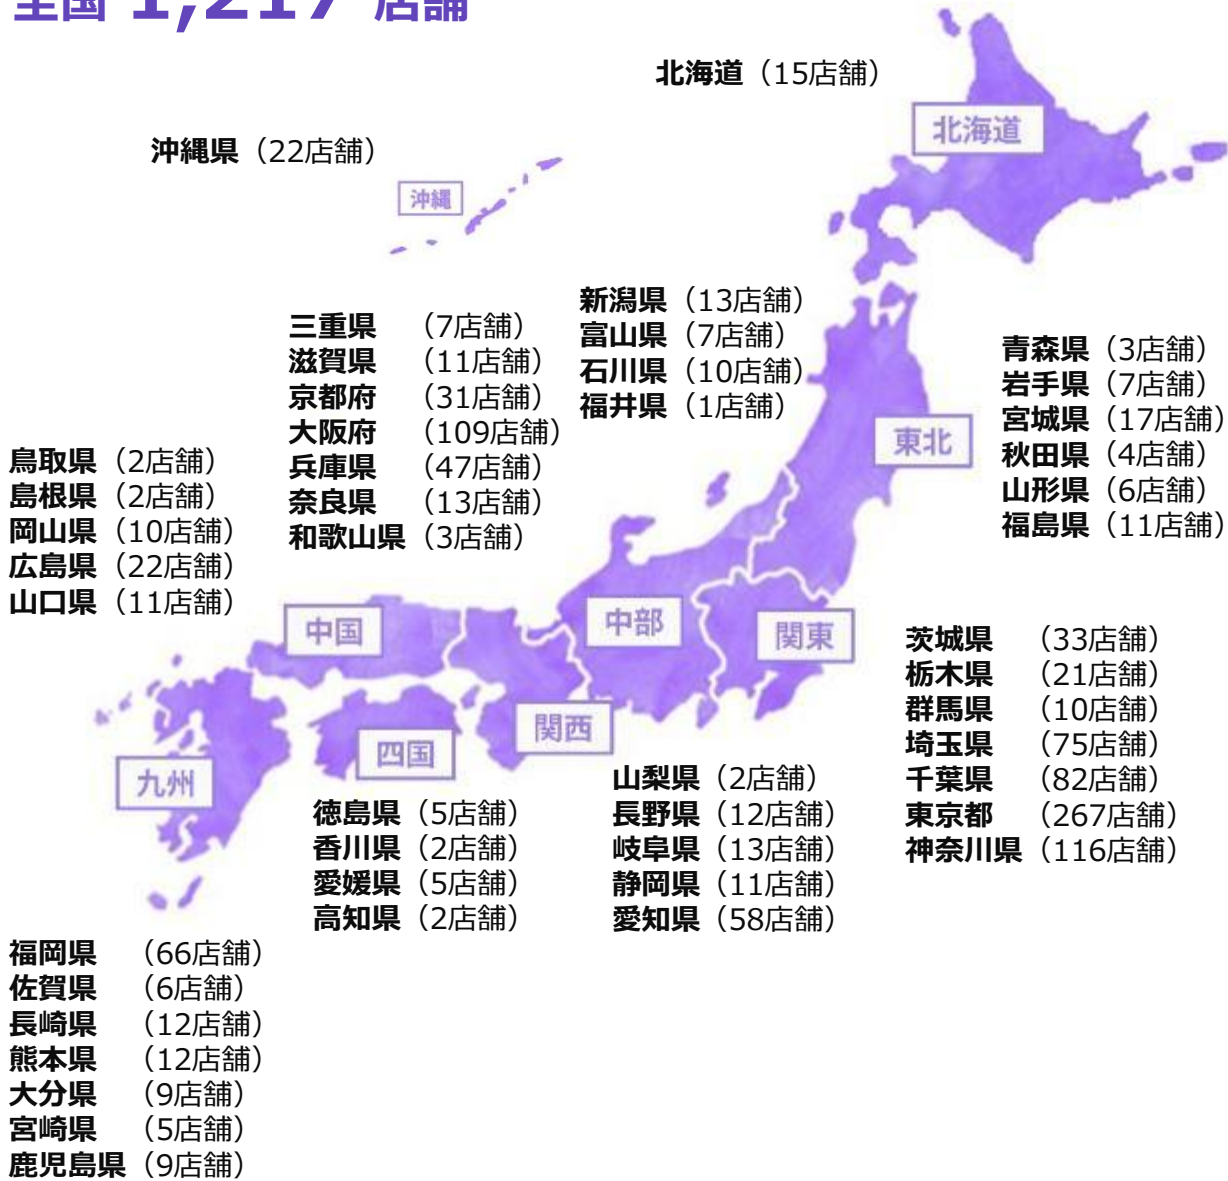 全国 1,217 店舗
北海道（15店舗）
北海道
沖縄県（22店舗）
沖縄
新潟県（13店舗）
富山県（7店舗）
石川県（10店舗）
福井県（1店舗）
三重県（7店舗）
滋賀県（11店舗）
京都府（31店舗）
大阪府（109店舗）
兵庫県（47店舗）
奈良県（13店舗）
和歌山県（3店舗）
青森県（3店舗）
岩手県（7店舗）
宮城県（17店舗）
秋田県（4店舗）
山形県（6店舗）
福島県（11店舗）
東北
鳥取県（2店舗）
島根県（2店舗）
岡山県（10店舗）
広島県（22店舗）
山口県（11店舗）
中国
中部
関東
茨城県（33店舗）
栃木県（21店舗）
群馬県（10店舗）
埼玉県（75店舗）
千葉県（82店舗）
東京都（267店舗）
神奈川県（116店舗）
関西
四国
九州
山梨県（2店舗）
長野県（12店舗）
岐阜県（13店舗）
静岡県（11店舗）
愛知県（58店舗）
徳島県（5店舗）
香川県（2店舗）
愛媛県（5店舗）
高知県（2店舗）
福岡県（66店舗）
佐賀県（6店舗）
長崎県（12店舗）
熊本県（12店舗）
大分県（9店舗）
宮崎県（5店舗）
鹿児島県（9店舗）